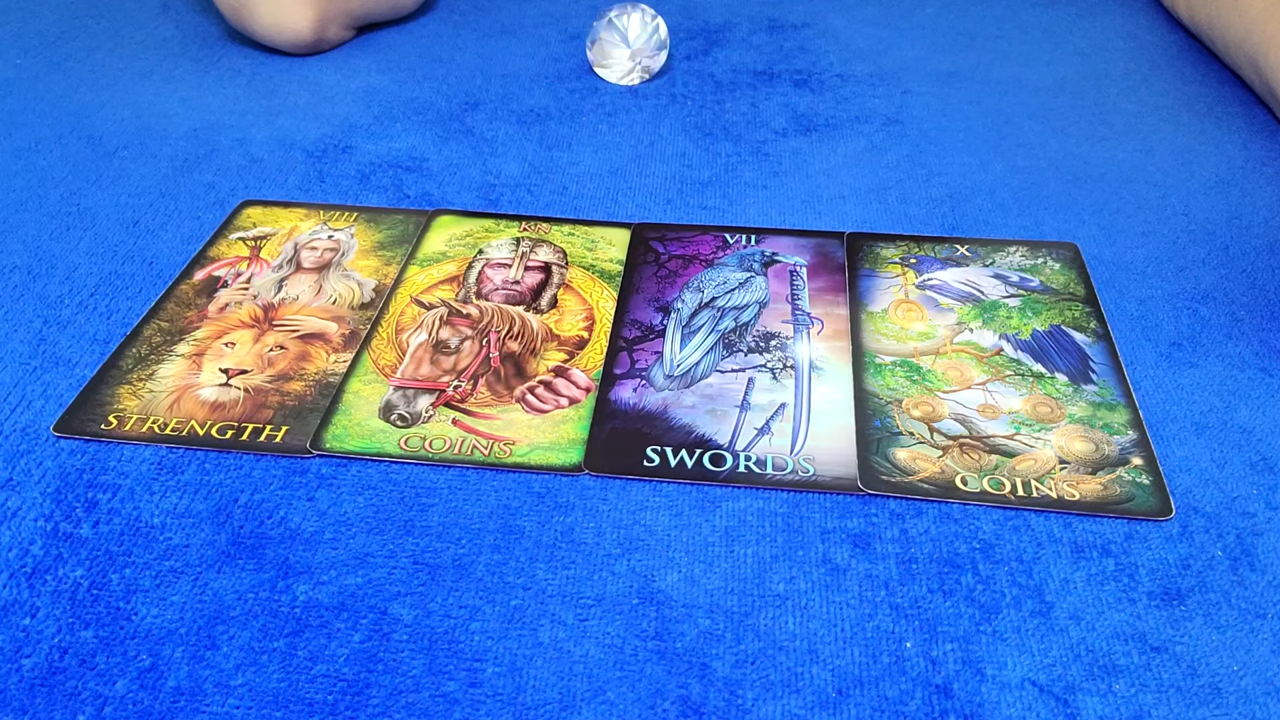 VIII
STRENGTH
KN
COINS
VII
SWORDS
X
COINS